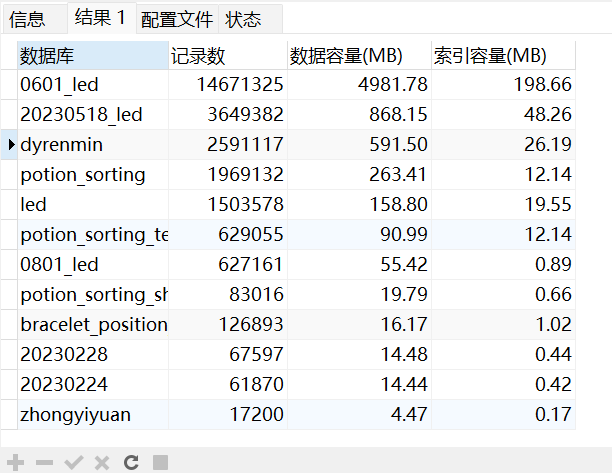 信息 结果 1 配置文件 状态
数据库 记录数 数据容量(MB) 索引容量(MB)
0601_led 14671325 4981.78 198.66
20230518_led 3649382 868.15 48.26
dyrenmin 2591117 591.50 26.19
potion_sorting 1969132 263.41 12.14
led 1503578 158.80 19.55
potion_sorting_te 629055 90.99 12.14
0801_led 627161 55.42 0.89
potion_sorting_sh 83016 19.79 0.66
bracelet_position 126893 16.17 1.02
20230228 67597 14.48 0.44
20230224 61870 14.44 0.42
zhongyiyuan 17200 4.47 0.17